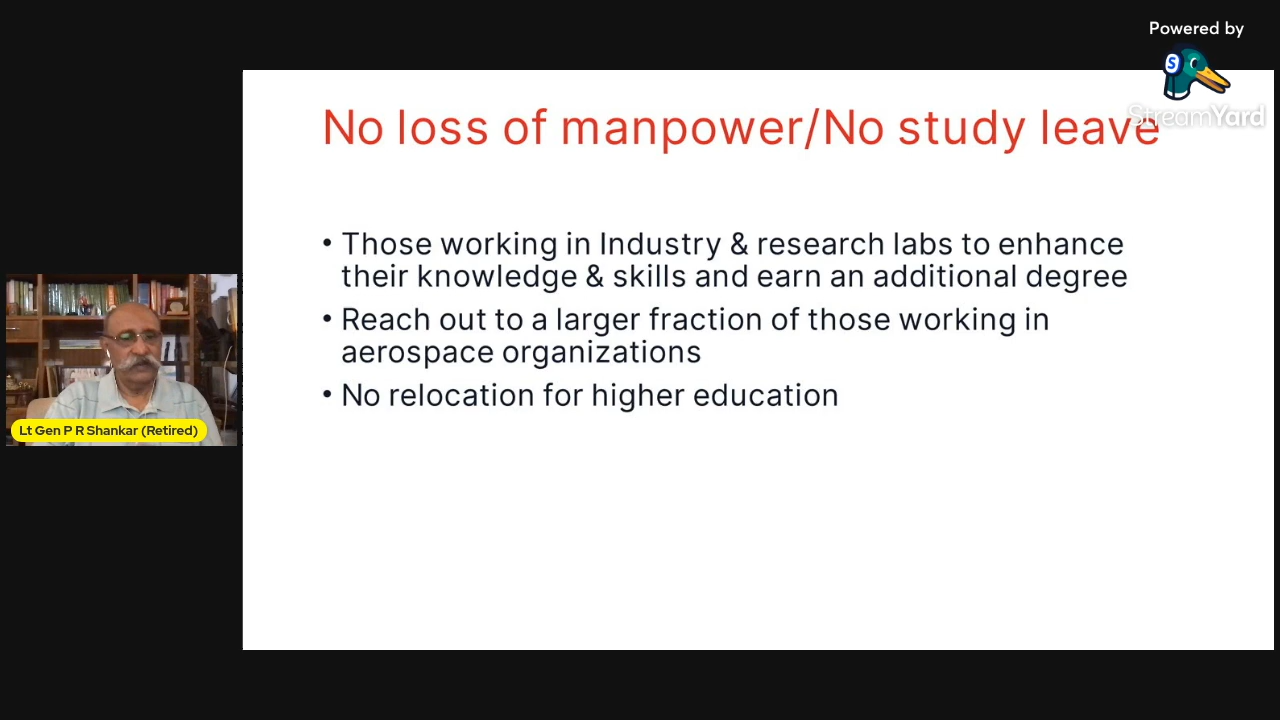 Powered by
StreamYard
No loss of manpower/No study leave
• Those working in Industry & research labs to enhance
their knowledge & skills and earn an additional degree
• Reach out to a larger fraction of those working in
aerospace organizations
• No relocation for higher education
Lt Gen P R Shankar (Retired)